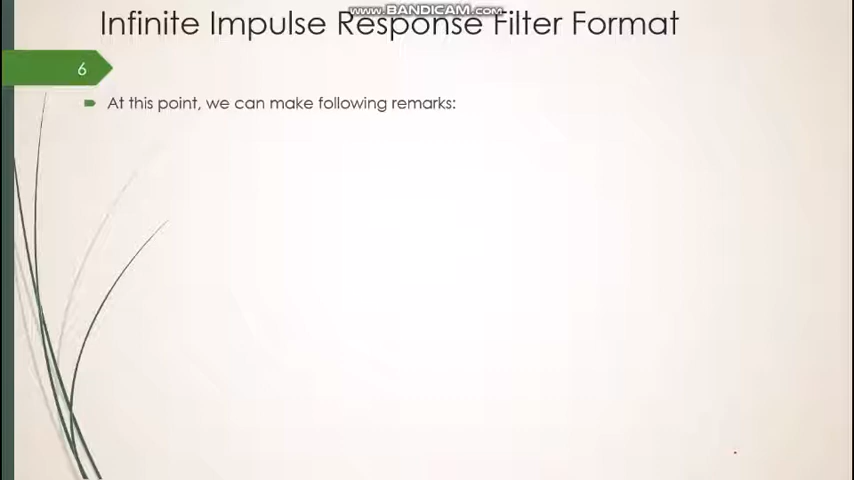 www.BANDICAM.com
Infinite Impulse Response Filter Format
6
At this point, we can make following remarks: